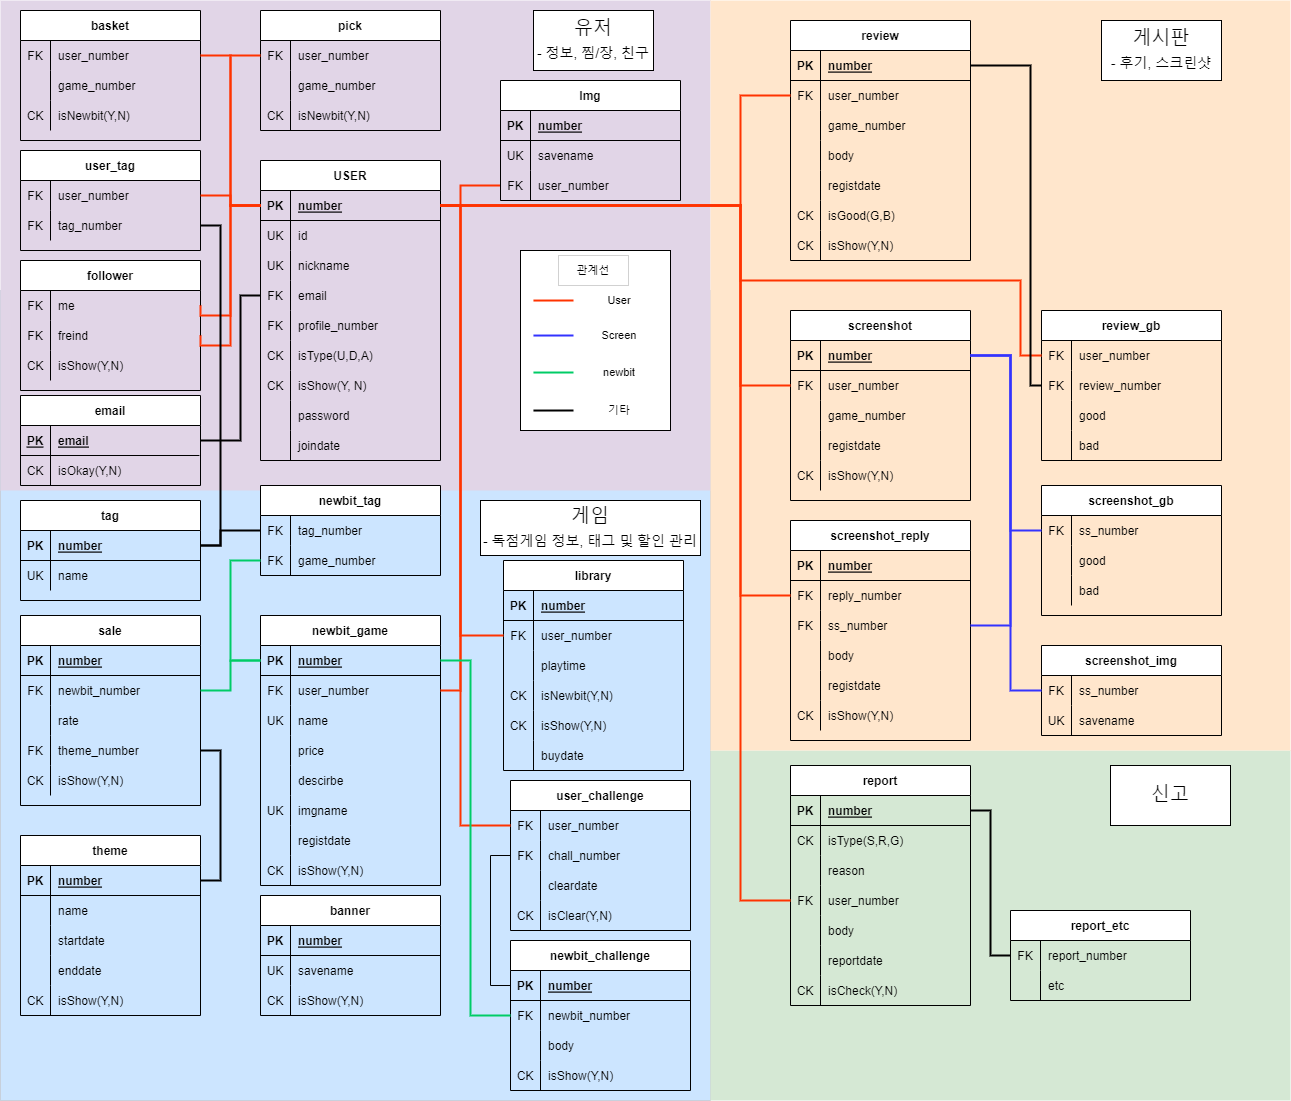 basket
FK user_number
game_number
CK isNewbit(Y,N)
pick
FK user_number
game_number
CK isNewbit(Y,N)
유저
- 정보, 찜/장, 친구
Img
PK number
UK savename
FK user_number
user_tag
FK user_number
FK tag_number
USER
PK number
UK id
UK nickname
FK email
FK profile_number
CK isType(U,D,A)
CK isShow(Y, N)
password
joindate
follower
FK me
FK freind
CK isShow(Y,N)
email
PK email
CK isOkay(Y,N)
관계선
User
Screen
newbit
기타
게시판
- 후기, 스크린샷
review
PK number
FK user_number
game_number
body
registdate
CK isGood(G,B)
CK isShow(Y,N)
screenshot
PK number
FK user_number
game_number
registdate
CK isShow(Y,N)
review_gb
FK user_number
FK review_number
good
bad
screenshot_reply
PK number
FK reply_number
FK ss_number
body
registdate
CK isShow(Y,N)
screenshot_gb
FK ss_number
good
bad
screenshot_img
FK ss_number
UK savename
게임
- 독점게임 정보, 태그 및 할인 관리
tag
PK number
UK name
newbit_tag
FK tag_number
FK game_number
library
PK number
FK user_number
playtime
CK isNewbit(Y,N)
CK isShow(Y,N)
buydate
sale
PK number
FK newbit_number
rate
FK theme_number
CK isShow(Y,N)
newbit_game
PK number
FK user_number
UK name
price
descirbe
UK imgname
registdate
CK isShow(Y,N)
user_challenge
FK user_number
FK chall_number
cleardate
CK isClear(Y,N)
theme
PK number
name
startdate
enddate
CK isShow(Y,N)
banner
PK number
UK savename
CK isShow(Y,N)
newbit_challenge
PK number
FK newbit_number
body
CK isShow(Y,N)
신고
report
PK number
CK isType(S,R,G)
reason
FK user_number
body
reportdate
CK isCheck(Y,N)
report_etc
FK report_number
etc